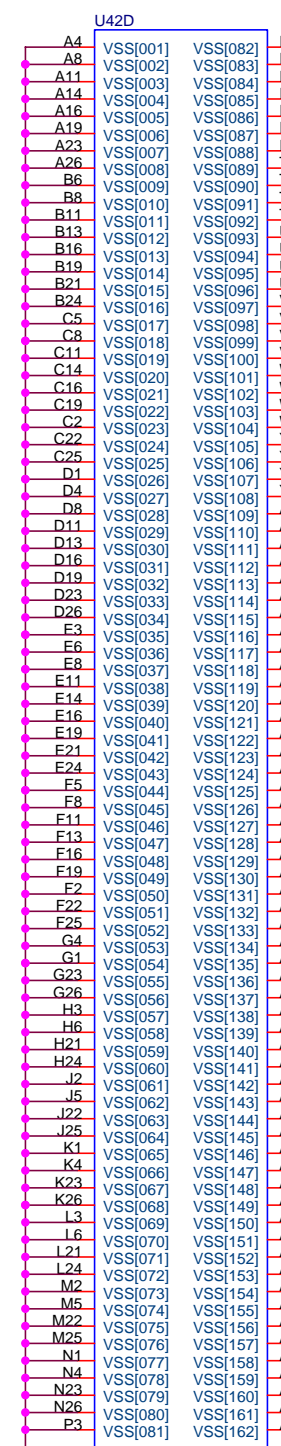 U42D
A4 VSS[001] VSS[082]
A8 VSS[002] VSS[083]
A11 VSS[003] VSS[084]
A14 VSS[004] VSS[085]
A16 VSS[005] VSS[086]
A19 VSS[006] VSS[087]
A23 VSS[007] VSS[088]
A26 VSS[008] VSS[089]
B6 VSS[009] VSS[090]
B8 VSS[010] VSS[091]
B11 VSS[011] VSS[092]
B13 VSS[012] VSS[093]
B16 VSS[013] VSS[094]
B19 VSS[014] VSS[095]
B21 VSS[015] VSS[096]
B24 VSS[016] VSS[097]
C5 VSS[017] VSS[098]
C8 VSS[018] VSS[099]
C11 VSS[019] VSS[100]
C14 VSS[020] VSS[101]
C16 VSS[021] VSS[102]
C19 VSS[022] VSS[103]
C2 VSS[023] VSS[104]
C22 VSS[024] VSS[105]
C25 VSS[025] VSS[106]
D1 VSS[026] VSS[107]
D4 VSS[027] VSS[108]
D8 VSS[028] VSS[109]
D11 VSS[029] VSS[110]
D13 VSS[030] VSS[111]
D16 VSS[031] VSS[112]
D19 VSS[032] VSS[113]
D23 VSS[033] VSS[114]
D26 VSS[034] VSS[115]
E3 VSS[035] VSS[116]
E6 VSS[036] VSS[117]
E8 VSS[037] VSS[118]
E11 VSS[038] VSS[119]
E14 VSS[039] VSS[120]
E16 VSS[040] VSS[121]
E19 VSS[041] VSS[122]
E21 VSS[042] VSS[123]
E24 VSS[043] VSS[124]
F5 VSS[044] VSS[125]
F8 VSS[045] VSS[126]
F11 VSS[046] VSS[127]
F13 VSS[047] VSS[128]
F16 VSS[048] VSS[129]
F19 VSS[049] VSS[130]
F2 VSS[050] VSS[131]
F22 VSS[051] VSS[132]
F25 VSS[052] VSS[133]
G4 VSS[053] VSS[134]
G1 VSS[054] VSS[135]
G23 VSS[055] VSS[136]
G26 VSS[056] VSS[137]
H3 VSS[057] VSS[138]
H6 VSS[058] VSS[139]
H21 VSS[059] VSS[140]
H24 VSS[060] VSS[141]
J2 VSS[061] VSS[142]
J5 VSS[062] VSS[143]
J22 VSS[063] VSS[144]
J25 VSS[064] VSS[145]
K1 VSS[065] VSS[146]
K4 VSS[066] VSS[147]
K23 VSS[067] VSS[148]
K26 VSS[068] VSS[149]
L3 VSS[069] VSS[150]
L6 VSS[070] VSS[151]
L21 VSS[071] VSS[152]
L24 VSS[072] VSS[153]
M2 VSS[073] VSS[154]
M5 VSS[074] VSS[155]
M22 VSS[075] VSS[156]
M25 VSS[076] VSS[157]
N1 VSS[077] VSS[158]
N4 VSS[078] VSS[159]
N23 VSS[079] VSS[160]
N26 VSS[080] VSS[161]
P3 VSS[081] VSS[162]